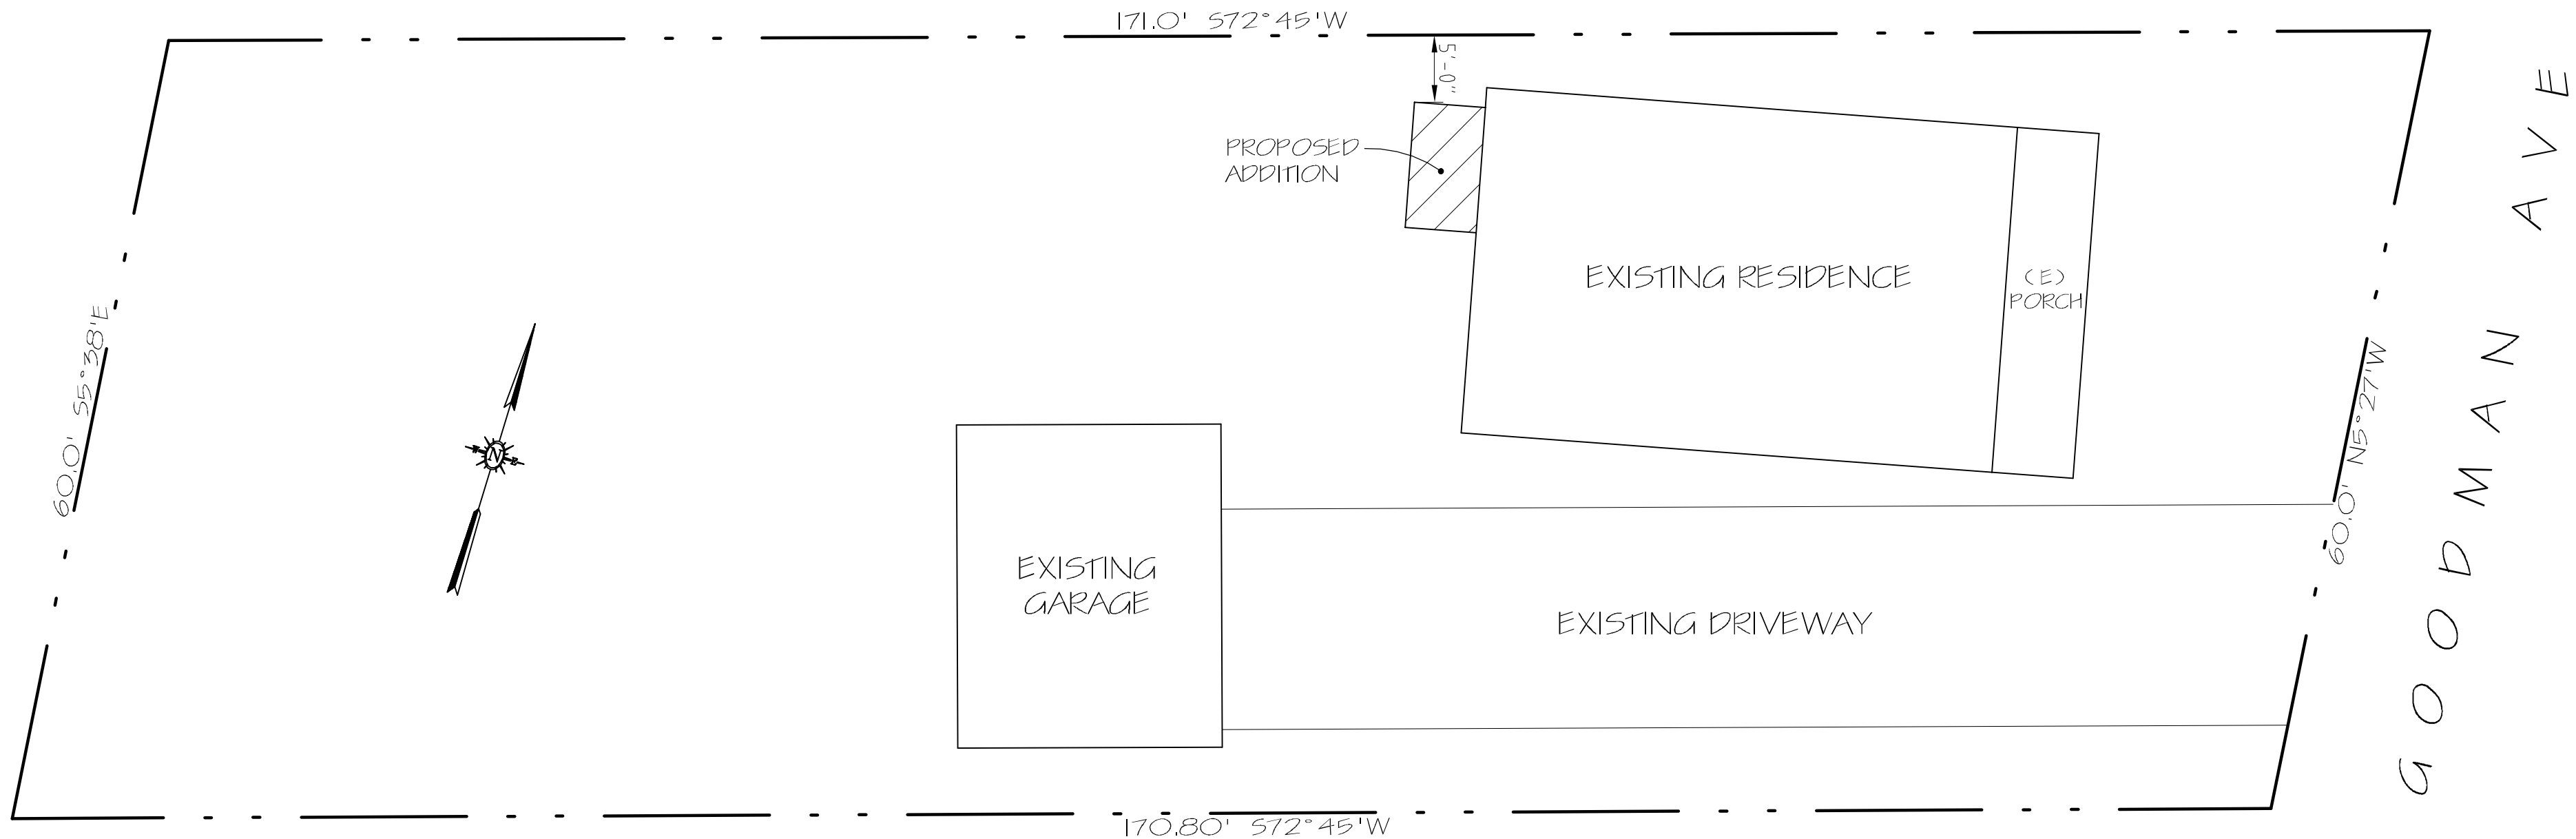 171.0' S72°45'W
5'-0"
PROPOSED
ADDITION
EXISTING RESIDENCE
(E)
PORCH
60.0' S5°38'E
N
60.0' N5°27'W
GOODMAN AVE
EXISTING
GARAGE
EXISTING DRIVEWAY
170.80' S72°45'W